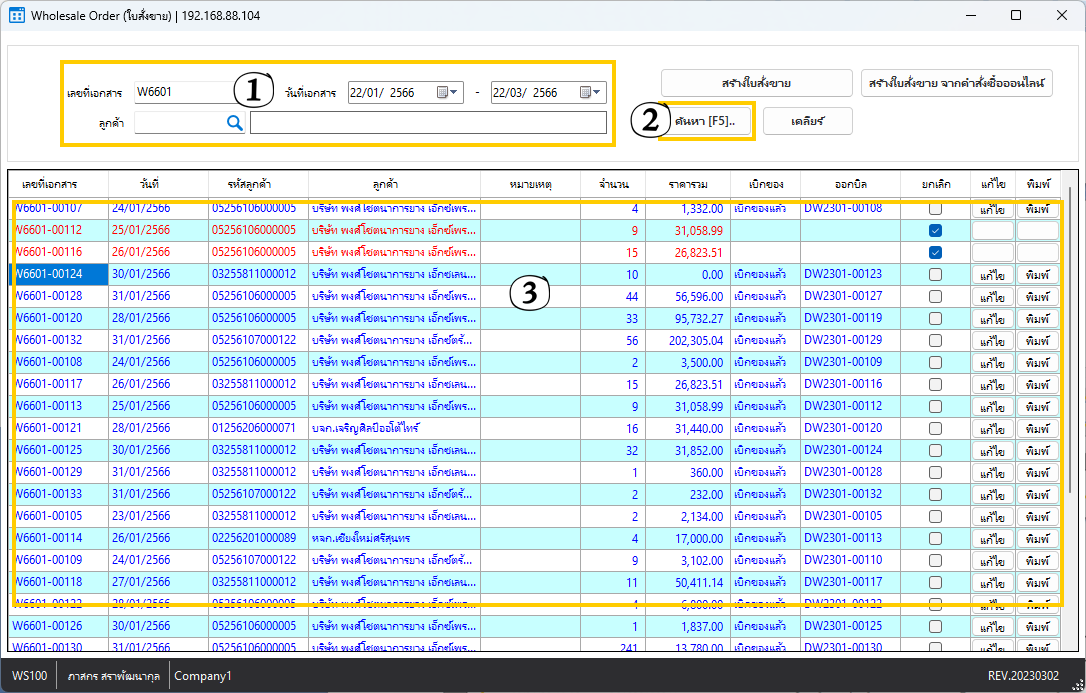 Wholesale Order (ใบสั่งขาย) | 192.168.88.104
เลขที่เอกสาร W6601 1 วันที่เอกสาร 22/01/ 2566 - 22/03/ 2566 สร้างใบสั่งขาย สร้างใบสั่งขาย จากคำสั่งซื้อออนไลน์
ลูกค้า 2 ค้นหา [F5].. เคลียร์
เลขที่เอกสาร วันที่ รหัสลูกค้า ลูกค้า หมายเหตุ จำนวน ราคารวม เบิกของ ออกบิล ยกเลิก แก้ไข พิมพ์
W6601-00107 24/01/2566 05256106000005 บริษัท พงศ์โชตนาการยาง เอ็กซ์เพร... 4 1,332.00 เบิกของแล้ว DW2301-00108 แก้ไข พิมพ์
W6601-00112 25/01/2566 05256106000005 บริษัท พงศ์โชตนาการยาง เอ็กซ์เพร... 9 31,058.99
W6601-00116 26/01/2566 05256106000005 บริษัท พงศ์โชตนาการยาง เอ็กซ์เพร... 15 26,823.51
W6601-00124 30/01/2566 03255811000012 บริษัท พงศ์โชตนาการยาง เอ็กซ์เลน... 10 0.00 เบิกของแล้ว DW2301-00123 แก้ไข พิมพ์
3
W6601-00128 31/01/2566 05256106000005 บริษัท พงศ์โชตนาการยาง เอ็กซ์เพร... 44 56,596.00 เบิกของแล้ว DW2301-00127 แก้ไข พิมพ์
W6601-00120 28/01/2566 05256106000005 บริษัท พงศ์โชตนาการยาง เอ็กซ์เพร... 33 95,732.27 เบิกของแล้ว DW2301-00119 แก้ไข พิมพ์
W6601-00132 31/01/2566 05256107000122 บริษัท พงศ์โชตนาการยาง เอ็กซ์ตร้... 56 202,305.04 เบิกของแล้ว DW2301-00129 แก้ไข พิมพ์
W6601-00108 24/01/2566 05256106000005 บริษัท พงศ์โชตนาการยาง เอ็กซ์เพร... 2 3,500.00 เบิกของแล้ว DW2301-00109 แก้ไข พิมพ์
W6601-00117 26/01/2566 03255811000012 บริษัท พงศ์โชตนาการยาง เอ็กซ์เลน... 15 26,823.51 เบิกของแล้ว DW2301-00116 แก้ไข พิมพ์
W6601-00113 25/01/2566 05256106000005 บริษัท พงศ์โชตนาการยาง เอ็กซ์เพร... 9 31,058.99 เบิกของแล้ว DW2301-00112 แก้ไข พิมพ์
W6601-00121 28/01/2566 01256206000071 บจก.เจริญศิลป์ออโต้ไทร์ 16 31,440.00 เบิกของแล้ว DW2301-00120 แก้ไข พิมพ์
W6601-00125 30/01/2566 03255811000012 บริษัท พงศ์โชตนาการยาง เอ็กซ์เลน... 32 31,852.00 เบิกของแล้ว DW2301-00124 แก้ไข พิมพ์
W6601-00129 31/01/2566 03255811000012 บริษัท พงศ์โชตนาการยาง เอ็กซ์เลน... 1 360.00 เบิกของแล้ว DW2301-00128 แก้ไข พิมพ์
W6601-00133 31/01/2566 05256107000122 บริษัท พงศ์โชตนาการยาง เอ็กซ์ตร้... 2 232.00 เบิกของแล้ว DW2301-00132 แก้ไข พิมพ์
W6601-00105 23/01/2566 03255811000012 บริษัท พงศ์โชตนาการยาง เอ็กซ์เลน... 2 2,134.00 เบิกของแล้ว DW2301-00105 แก้ไข พิมพ์
W6601-00114 26/01/2566 02256201000089 หจก.เชียงใหม่ศรีสุนทร 4 17,000.00 เบิกของแล้ว DW2301-00113 แก้ไข พิมพ์
W6601-00109 24/01/2566 05256107000122 บริษัท พงศ์โชตนาการยาง เอ็กซ์ตร้... 9 3,102.00 เบิกของแล้ว DW2301-00110 แก้ไข พิมพ์
W6601-00118 27/01/2566 03255811000012 บริษัท พงศ์โชตนาการยาง เอ็กซ์เลน... 11 50,411.14 เบิกของแล้ว DW2301-00117 แก้ไข พิมพ์
W6601-00122 28/01/2566 05256106000005 บริษัท พงศ์โชตนาการยาง เอ็กซ์เพร... 4 6,800.00 เบิกของแล้ว DW2301-00122 แก้ไข พิมพ์
W6601-00126 30/01/2566 05256106000005 บริษัท พงศ์โชตนาการยาง เอ็กซ์เพร... 1 1,837.00 เบิกของแล้ว DW2301-00125 แก้ไข พิมพ์
W6601-00130 31/01/2566 05256106000005 บริษัท พงศ์โชตนาการยาง เอ็กซ์เพร... 241 13,780.00 เบิกของแล้ว DW2301-00130 แก้ไข พิมพ์
WS100 ภาสกร สราพัฒนากุล Company1 REV.20230302